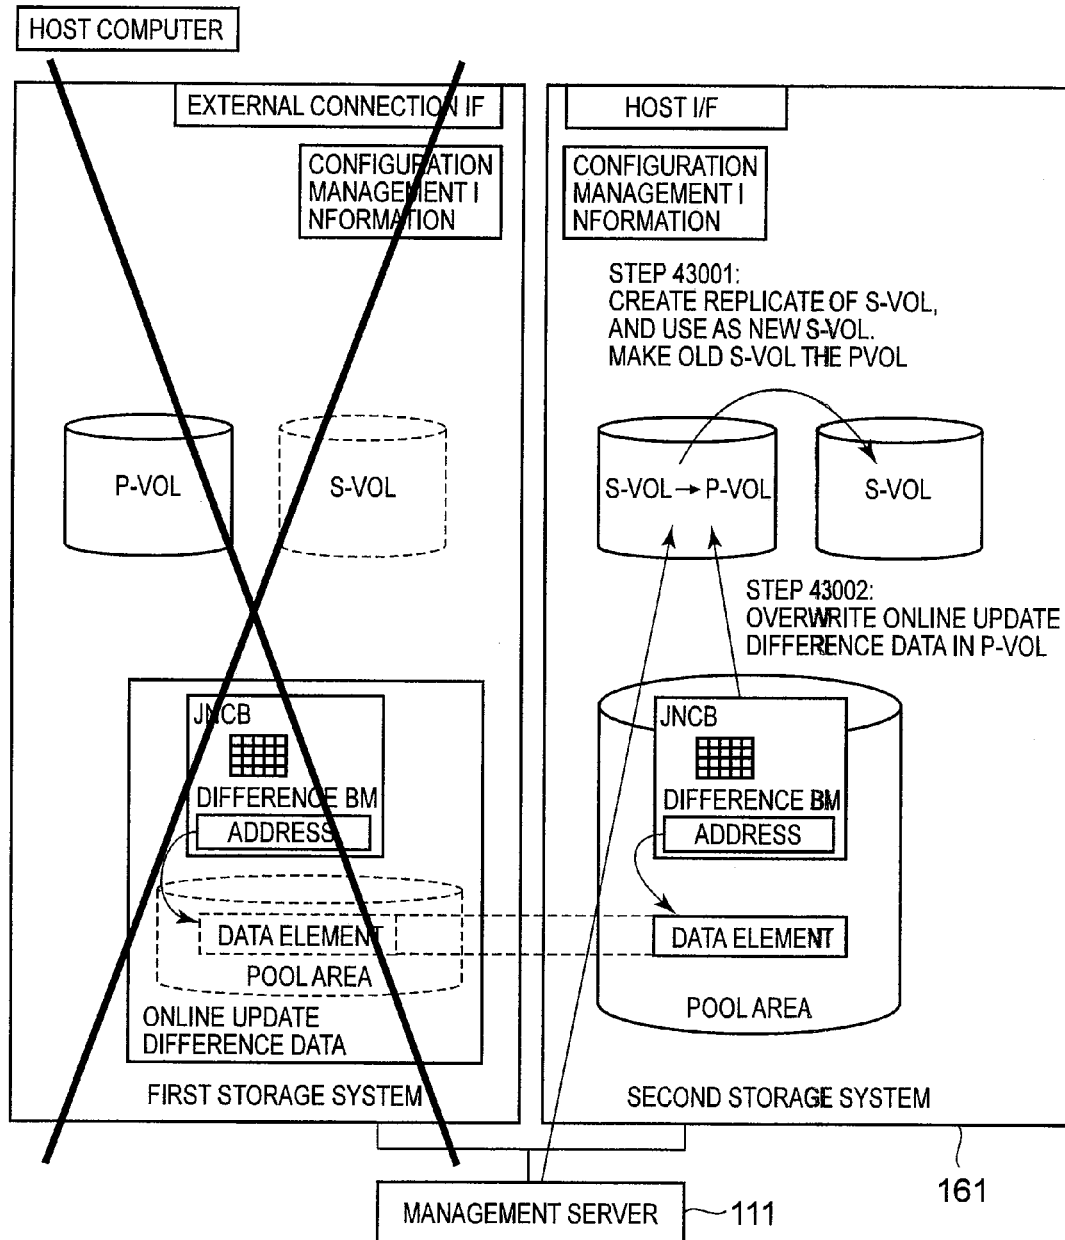 HOST COMPUTER
EXTERNAL CONNECTION IF
CONFIGURATION
MANAGEMENT I
NFORMATION
P-VOL
S-VOL
JNCB
DIFFERENCE BM
ADDRESS
DATA ELEMENT
POOL AREA
ONLINE UPDATE
DIFFERENCE DATA
FIRST STORAGE SYSTEM
HOST I/F
CONFIGURATION
MANAGEMENT I
NFORMATION
STEP 43001:
CREATE REPLICATE OF S-VOL,
AND USE AS NEW S-VOL.
MAKE OLD S-VOL THE PVOL
S-VOL→P-VOL
S-VOL
STEP 43002:
OVERWRITE ONLINE UPDATE
DIFFERENCE DATA IN P-VOL
JNCB
DIFFERENCE BM
ADDRESS
DATA ELEMENT
POOL AREA
SECOND STORAGE SYSTEM
161
MANAGEMENT SERVER
111